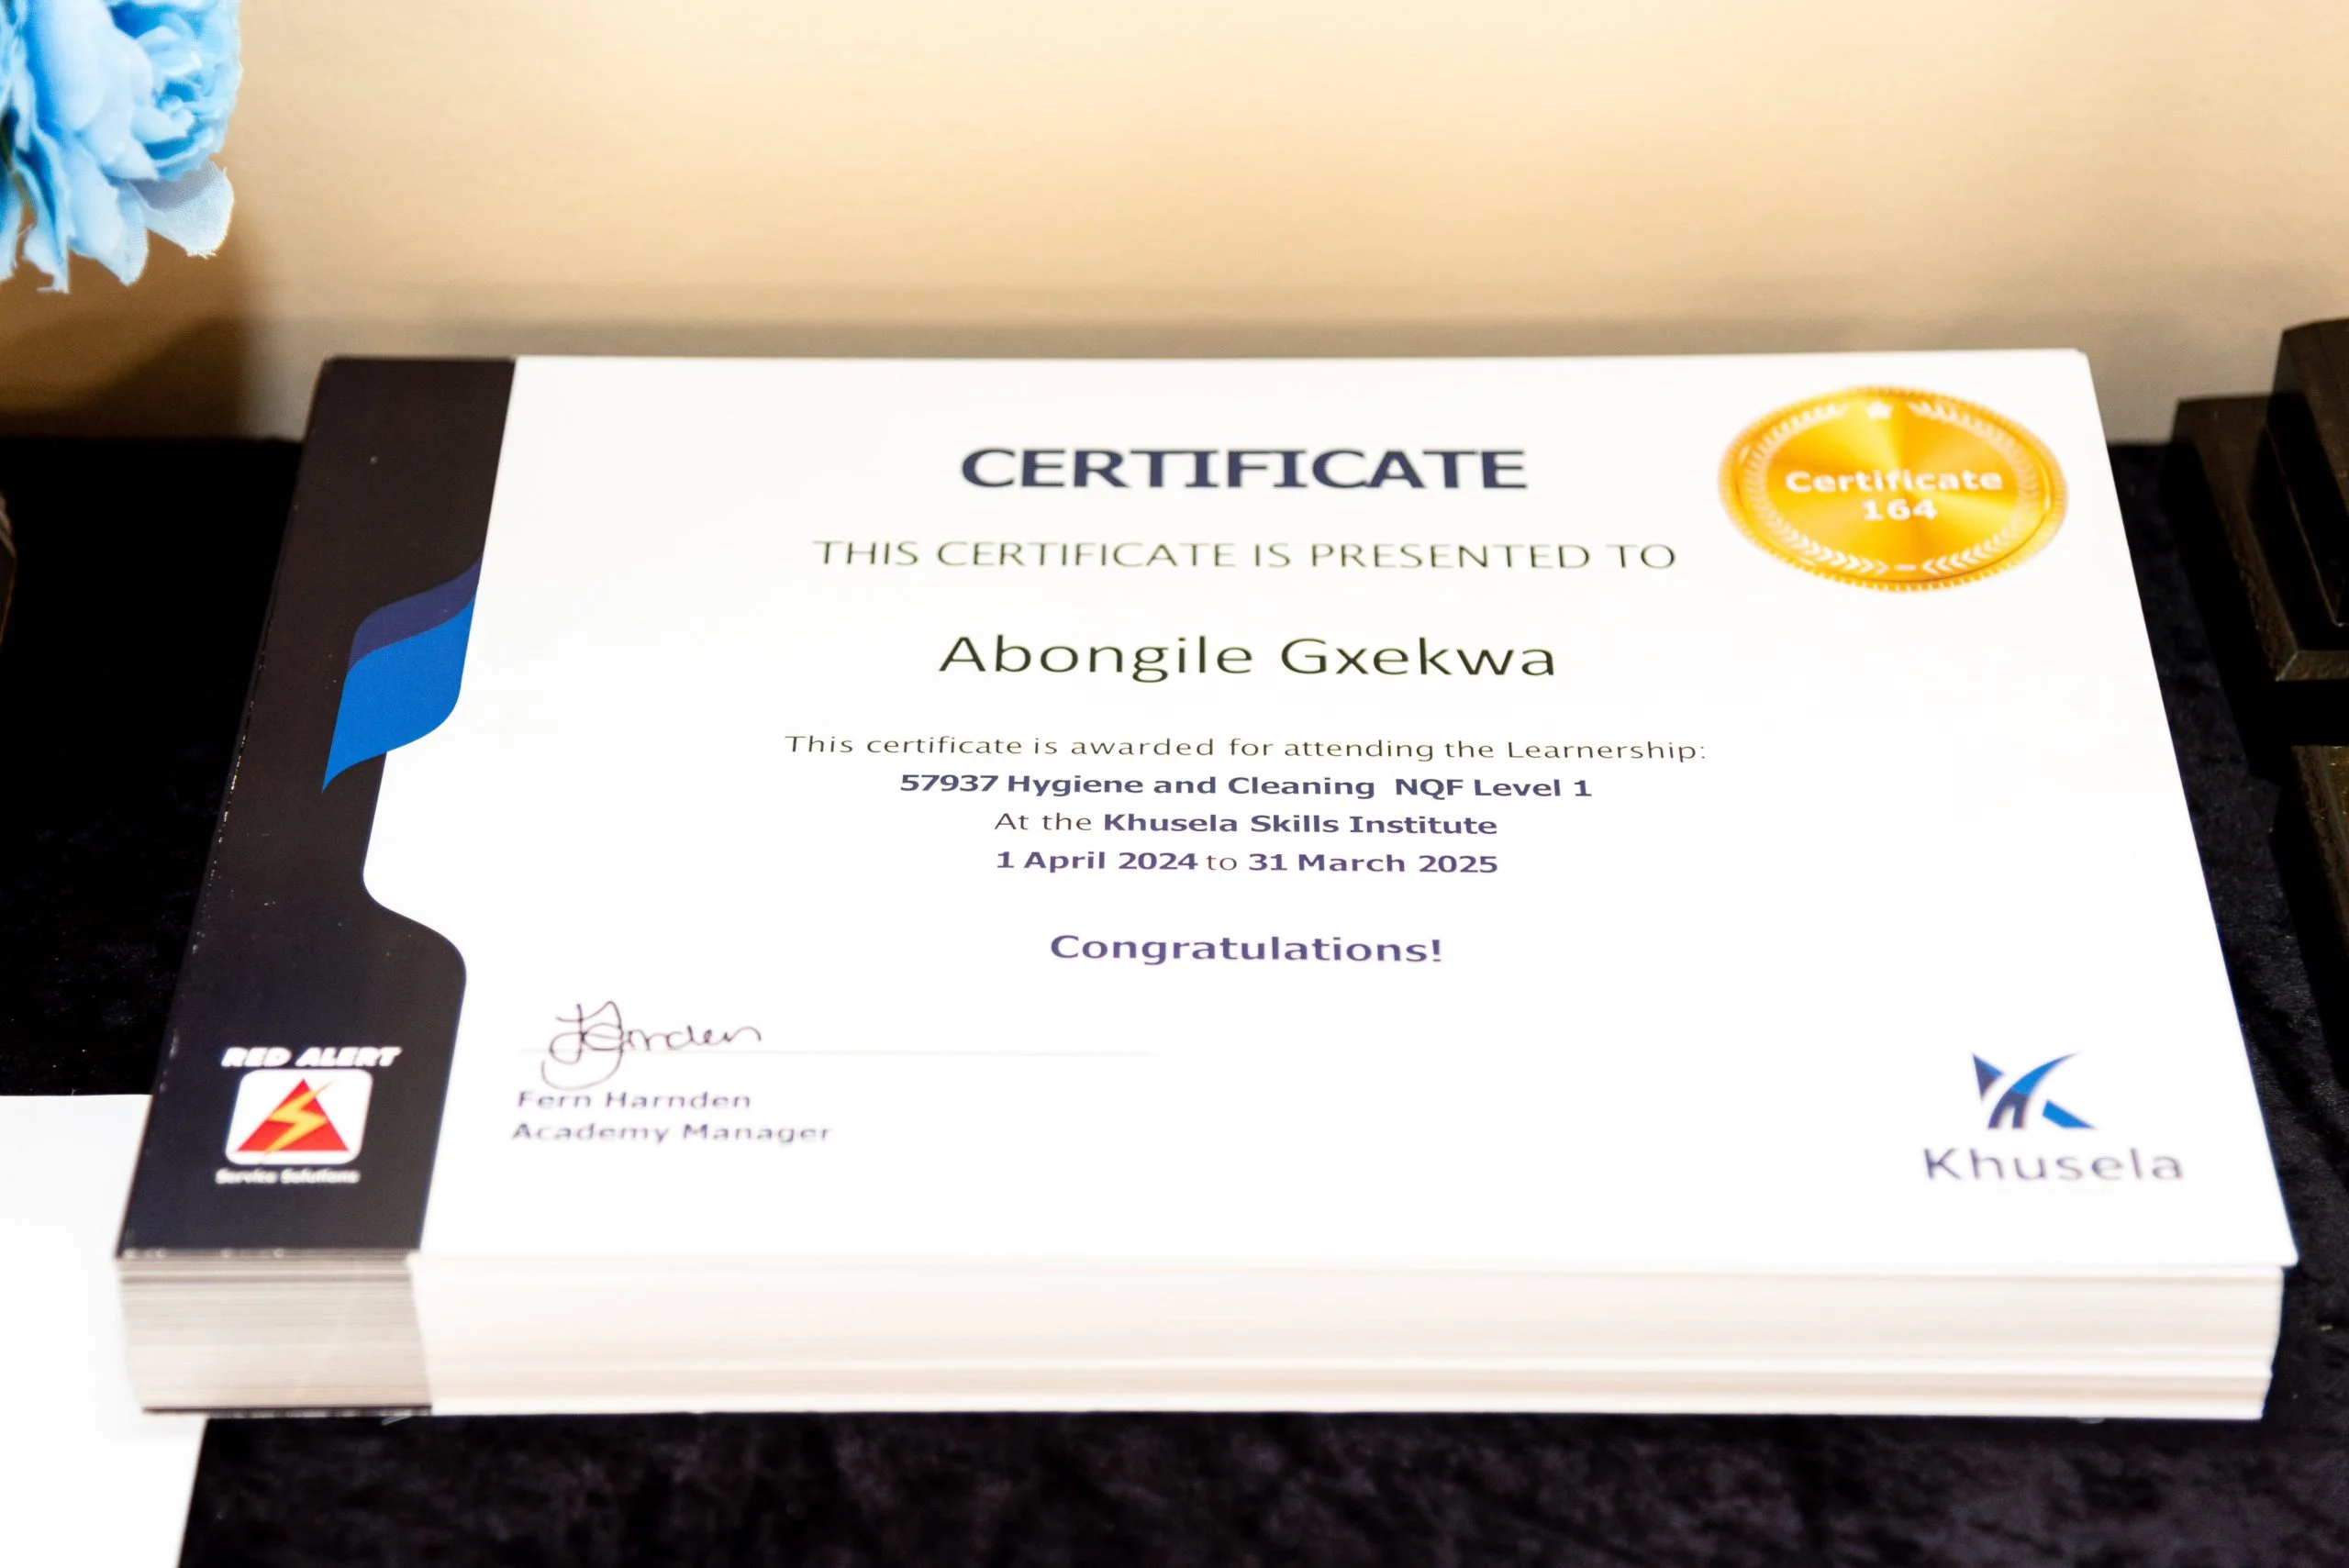 CERTIFICATE
Certificate
164
THIS CERTIFICATE IS PRESENTED TO
Abongile Gxekwa
This certificate is awarded for attending the Learnership:
57937 Hygiene and Cleaning NQF Level 1
At the Khusela Skills Institute
1 April 2024 to 31 March 2025
Congratulations!
Fern Harnden
Academy Manager
RED ALERT
Service Solutions
Khusela